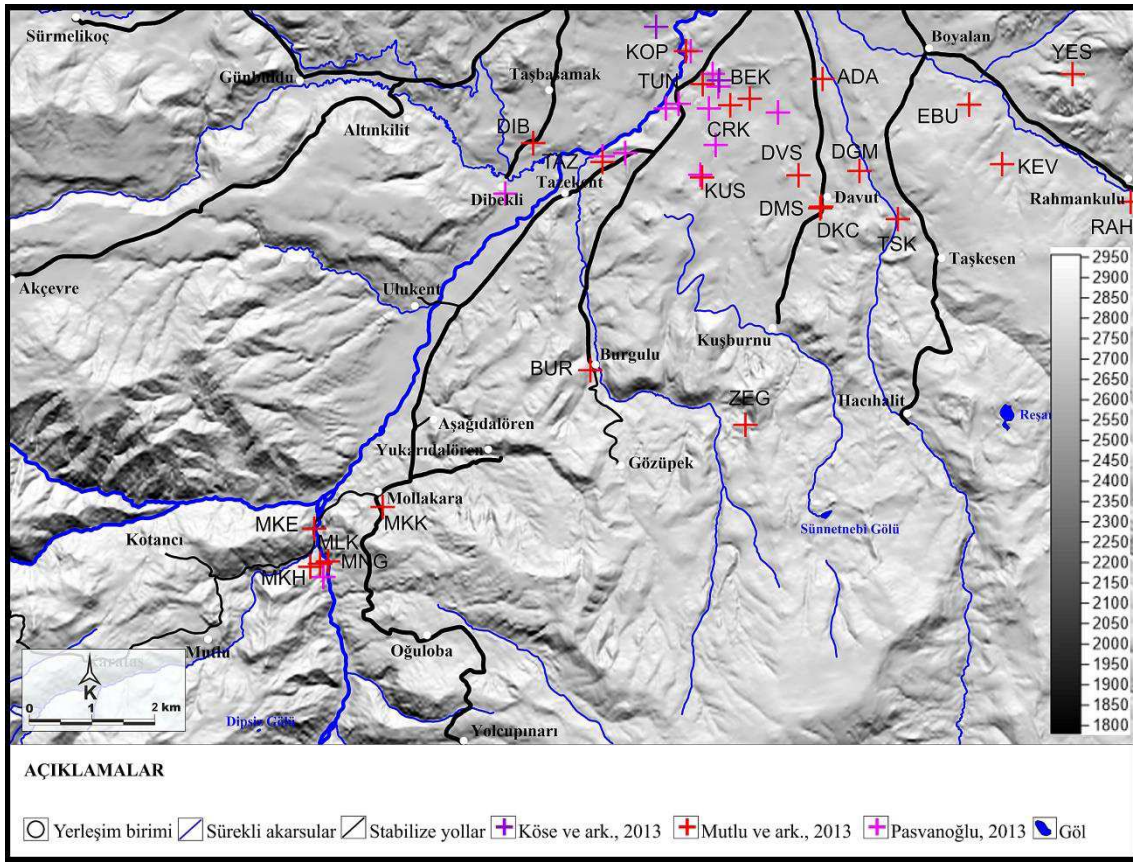 Sürmelikoç
Boyalan
YES
KOP
Günbuldu
Taşbasamak
TUN
BEK
ADA
EBU
Altınkilit
DIB
CRK
DVS
DGM
KEV
TAZ
Tazekent
KUS
Dibekli
DMS
Davut
Rahmankulu
DKC
TSK
RAH
Taşkesen
2950
2900
2850
2800
2750
2700
2650
2600
2550
2500
2450
2400
2350
2300
2250
2200
2150
2100
2050
2000
1950
1900
1850
1800
Akçevre
Ulukent
Kuşburnu
BUR
Burgulu
ZEG
Hacıhalit
Reşan
Aşağıdalören
Yukarıdalören
Gözüpek
Mollakara
MKK
Sünnetnebi Gölü
MKE
Kotancı
MLK
MNG
MKH
Mutlu
Oğuloba
K
0 1 2 km
Dipsiz Gölü
Yolcupınarı
AÇIKLAMALAR
Yerleşim birimi Sürekli akarsular Stabilize yollar Köse ve ark., 2013 Mutlu ve ark., 2013 Pasvanoğlu, 2013 Göl